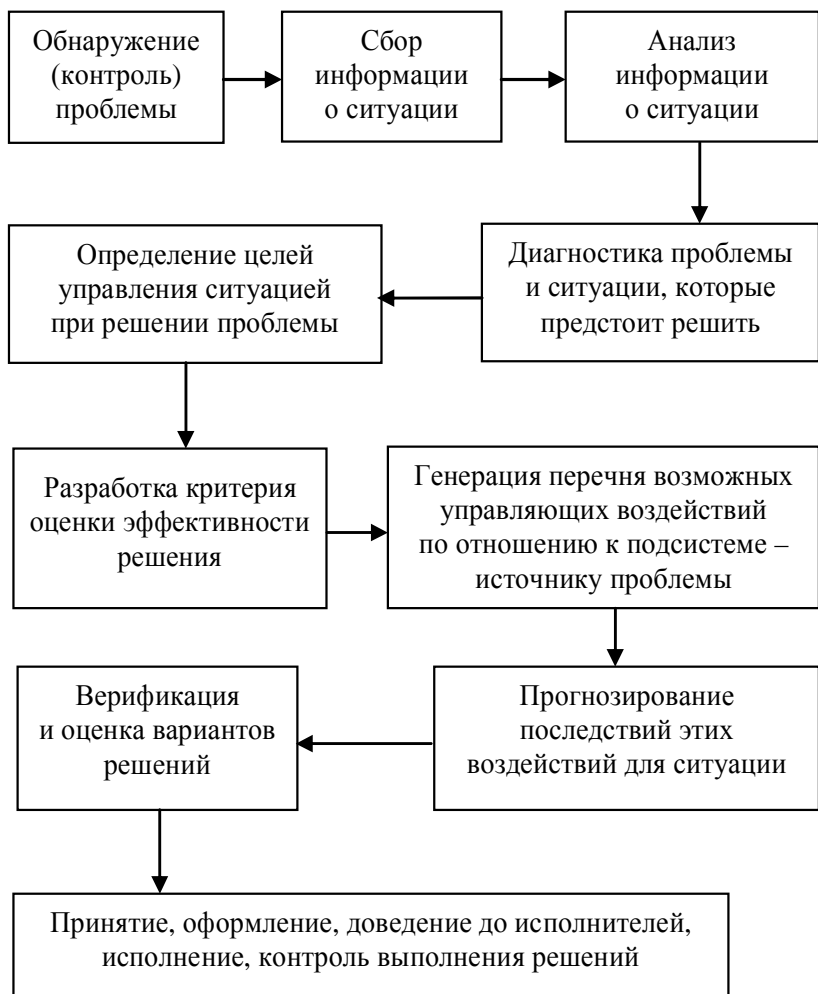 Обнаружение
(контроль)
проблемы
Сбор
информации
о ситуации
Анализ
информации
о ситуации
Диагностика проблемы
и ситуации, которые
предстоит решить
Определение целей
управления ситуацией
при решении проблемы
Разработка критерия
оценки эффективности
решения
Генерация перечня возможных
управляющих воздействий
по отношению к подсистеме –
источнику проблемы
Прогнозирование
последствий этих
воздействий для ситуации
Верификация
и оценка вариантов
решений
Принятие, оформление, доведение до исполнителей,
исполнение, контроль выполнения решений